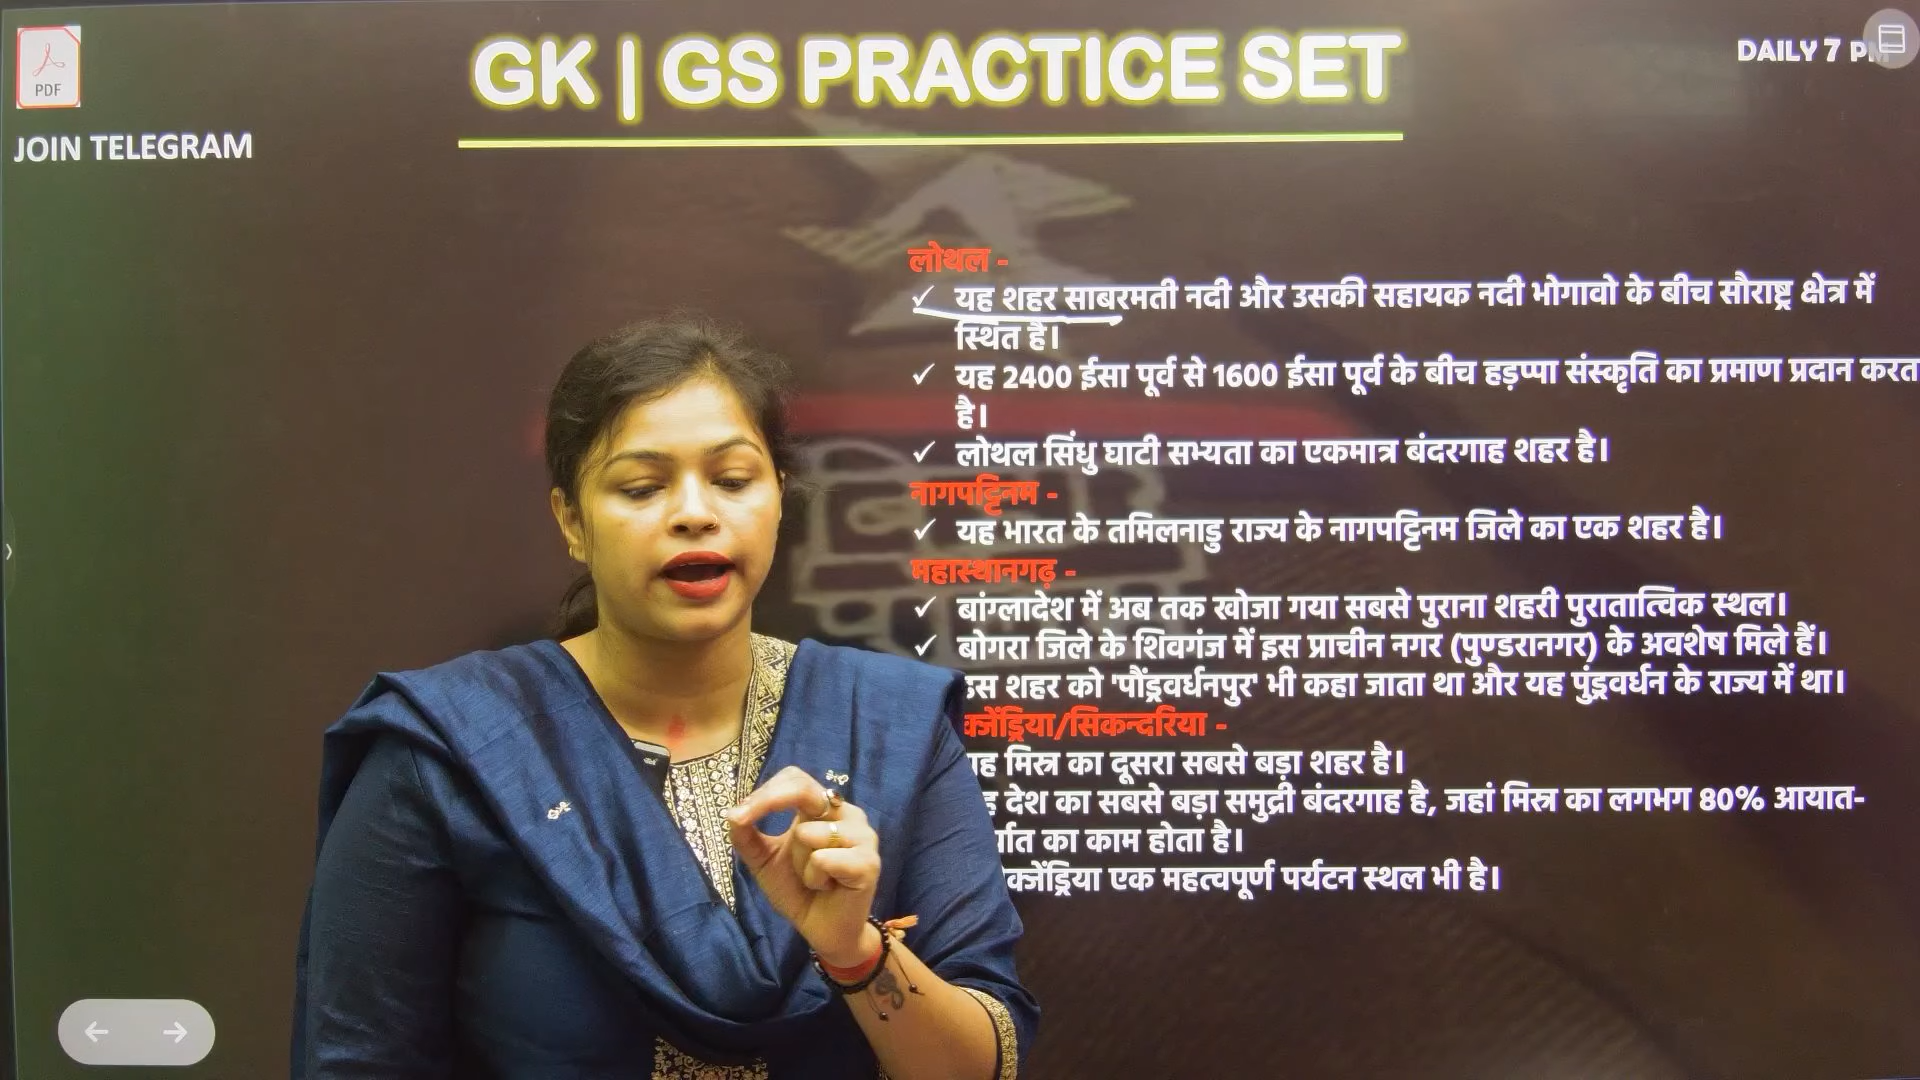 PDF
GK | GS PRACTICE SET
DAILY 7
JOIN TELEGRAM
लोथल -
✓ यह शहर साबरमती नदी और उसकी सहायक नदी भोगावो के बीच सौराष्ट्र क्षेत्र में
स्थित है।
✓ यह 2400 ईसा पूर्व से 1600 ईसा पूर्व के बीच हड़प्पा संस्कृति का प्रमाण प्रदान करत
है।
✓ लोथल सिंधु घाटी सभ्यता का एकमात्र बंदरगाह शहर है।
नागपट्टिनम -
✓ यह भारत के तमिलनाडु राज्य के नागपट्टिनम जिले का एक शहर है।
महास्थानगढ़ -
✓ बांग्लादेश में अब तक खोजा गया सबसे पुराना शहरी पुरातात्विक स्थल।
✓ बोगरा जिले के शिवगंज में इस प्राचीन नगर (पुण्डरानगर) के अवशेष मिले हैं।
शहर को 'पौंड्रवर्धनपुर' भी कहा जाता था और यह पुंड्रवर्धन के राज्य में था।
क्जेंड्रिया/सिकन्दरिया -
मिस्र का दूसरा सबसे बड़ा शहर है।
देश का सबसे बड़ा समुद्री बंदरगाह है, जहां मिस्र का लगभग 80% आयात-
र्यात का काम होता है।
क्जेंड्रिया एक महत्वपूर्ण पर्यटन स्थल भी है।